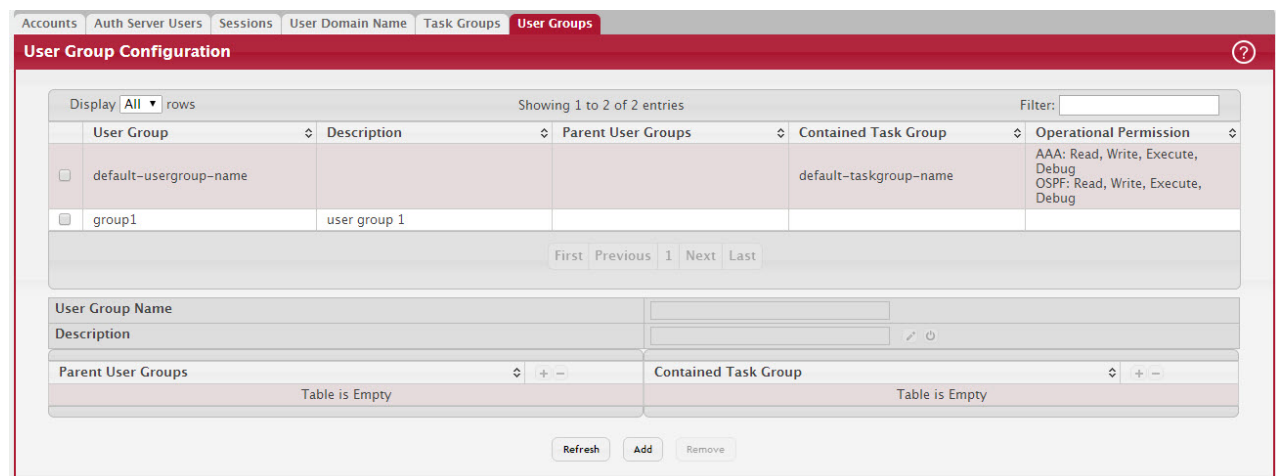 Accounts Auth Server Users Sessions User Domain Name Task Groups User Groups
User Group Configuration ?
Display All rows Showing 1 to 2 of 2 entries Filter:
User Group Description Parent User Groups Contained Task Group Operational Permission
default-usergroup-name default-taskgroup-name AAA: Read, Write, Execute,
Debug
OSPF: Read, Write, Execute,
Debug
group1 user group 1
First Previous 1 Next Last
User Group Name
Description
Parent User Groups + − Contained Task Group + −
Table is Empty Table is Empty
Refresh Add Remove